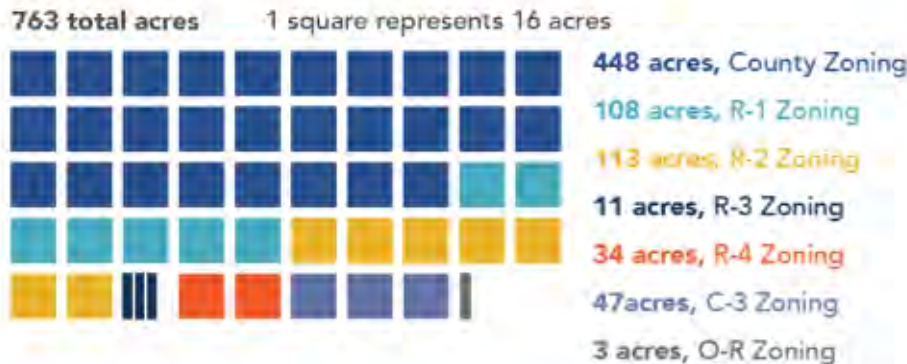 763 total acres 1 square represents 16 acres
448 acres, County Zoning
108 acres, R-1 Zoning
113 acres, R-2 Zoning
11 acres, R-3 Zoning
34 acres, R-4 Zoning
47acres, C-3 Zoning
3 acres, O-R Zoning